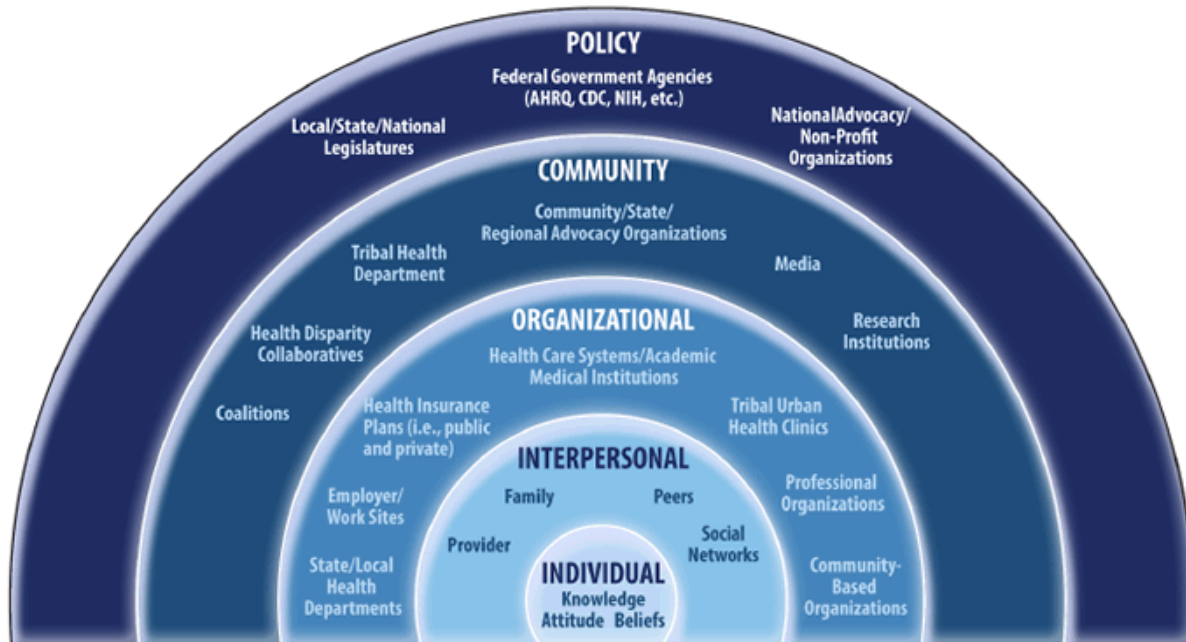 POLICY
Federal Government Agencies
(AHRQ, CDC, NIH, etc.)
Local/State/National
Legislatures
NationalAdvocacy/
Non-Profit
Organizations
COMMUNITY
Community/State/
Regional Advocacy Organizations
Tribal Health
Department
Media
Health Disparity
Collaboratives
Research
Institutions
Coalitions
ORGANIZATIONAL
Health Care Systems/Academic
Medical Institutions
Health Insurance
Plans (i.e., public
and private)
Tribal Urban
Health Clinics
Employer/
Work Sites
Professional
Organizations
State/Local
Health
Departments
Community-
Based
Organizations
INTERPERSONAL
Family
Peers
Provider
Social
Networks
INDIVIDUAL
Knowledge
Attitude Beliefs